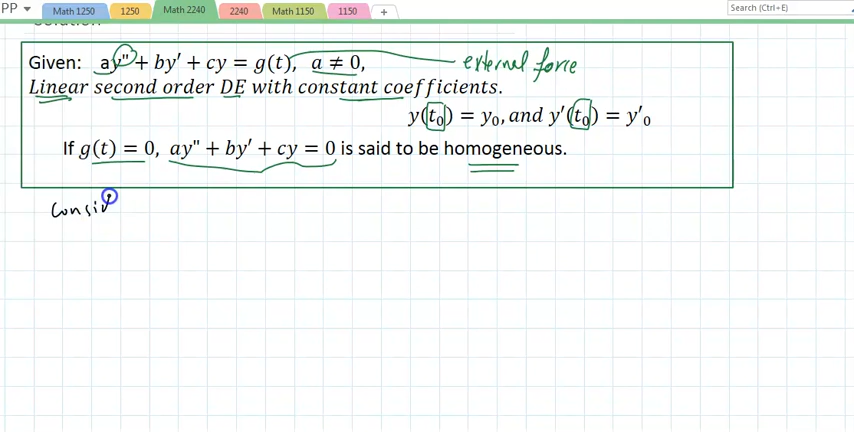 PP Math 1250 1250 Math 2240 2240 Math 1150 1150 + Search (Ctrl+E)
Given: ay" + by' + cy = g(t), a ≠ 0, external force
Linear second order DE with constant coefficients.
y(t₀) = y₀, and y'(t₀) = y'₀
If g(t) = 0, ay" + by' + cy = 0 is said to be homogeneous.
Consid